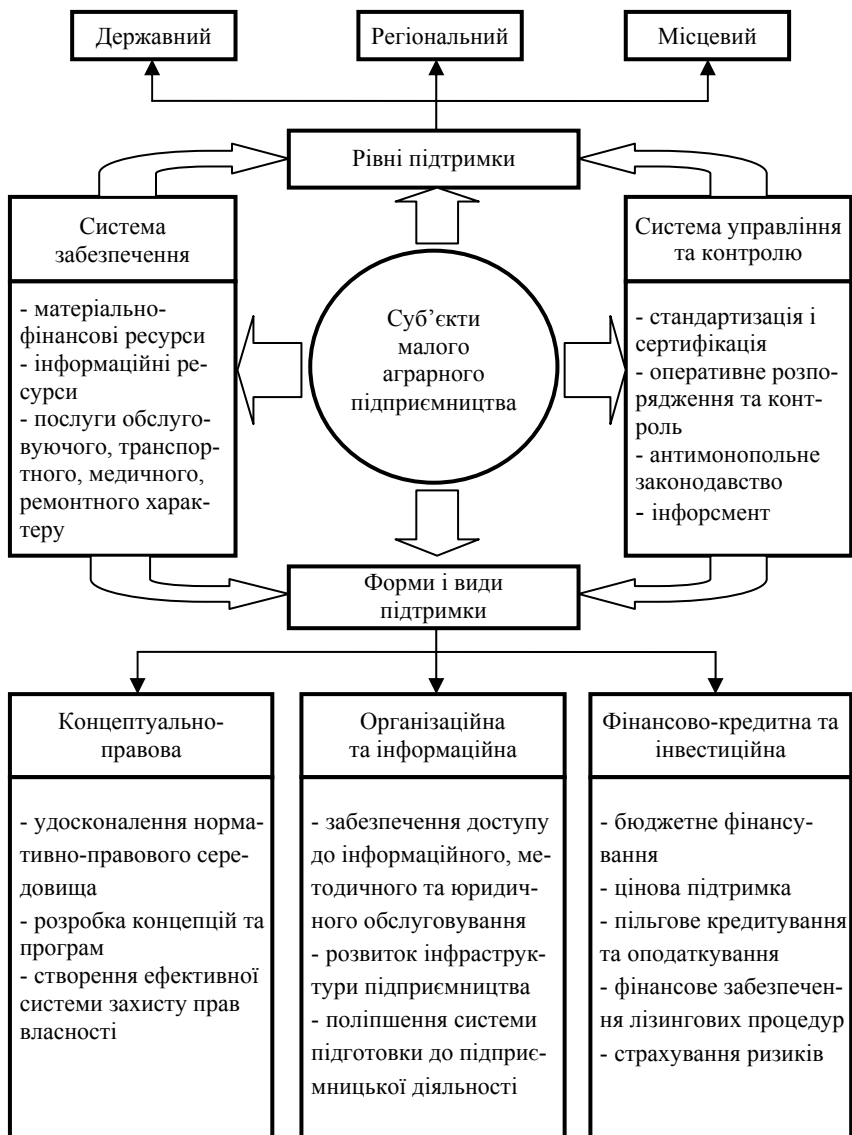 Державний
Регіональний
Місцевий
Рівні підтримки
Система
забезпечення
- матеріально-
фінансові ресурси
- інформаційні ре-
сурси
- послуги обслуго-
вуючого, транспор-
тного, медичного,
ремонтного харак-
теру
Суб’єкти
малого
аграрного
підприємництва
Система управління
та контролю
- стандартизація і
сертифікація
- оперативне розпо-
рядження та конт-
роль
- антимонопольне
законодавство
- інфорсмент
Форми і види
підтримки
Концептуально-
правова
- удосконалення норма-
тивно-правового сере-
довища
- розробка концепцій та
програм
- створення ефективної
системи захисту прав
власності
Організаційна
та інформаційна
- забезпечення доступу
до інформаційного, ме-
тодичного та юридич-
ного обслуговування
- розвиток інфраструк-
тури підприємництва
- поліпшення системи
підготовки до підприє-
мницької діяльності
Фінансово-кредитна та
інвестиційна
- бюджетне фінансу-
вання
- цінова підтримка
- пільгове кредитування
та оподаткування
- фінансове забезпечен-
ня лізингових процедур
- страхування ризиків